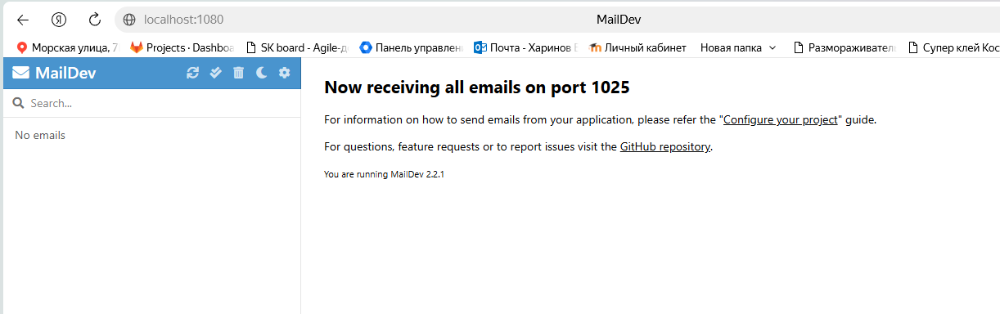 localhost:1080
MailDev
Морская улица, 7
Projects · Dashboa
SK board - Agile-д
Панель управлен
Почта - Харинов
Личный кабинет
Новая папка
Размораживател
Супер клей Кос
MailDev
Search...
No emails
Now receiving all emails on port 1025
For information on how to send emails from your application, please refer the "Configure your project" guide.
For questions, feature requests or to report issues visit the GitHub repository.
You are running MailDev 2.2.1